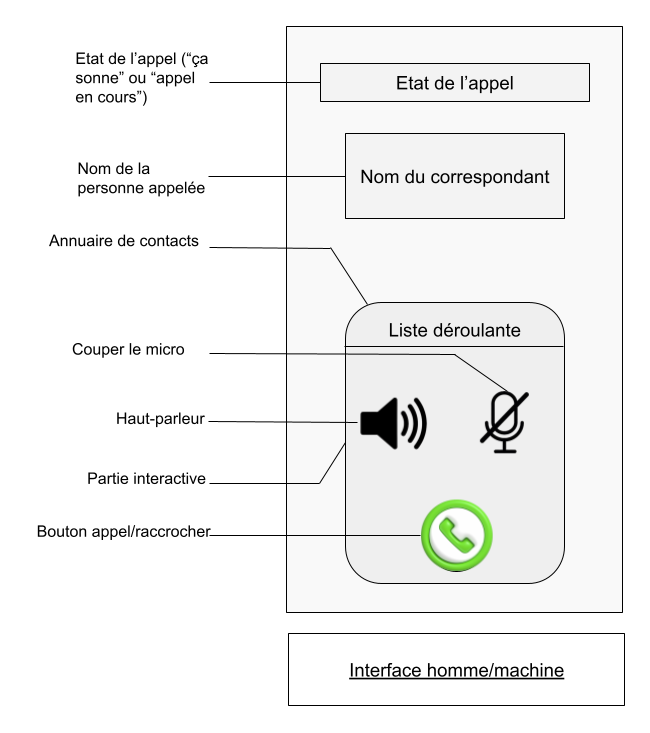 Etat de l'appel (“ça
sonne” ou “appel
en cours”)
Etat de l'appel
Nom de la
personne appelée
Nom du correspondant
Annuaire de contacts
Liste déroulante
Couper le micro
Haut-parleur
Partie interactive
Bouton appel/raccrocher
Interface homme/machine